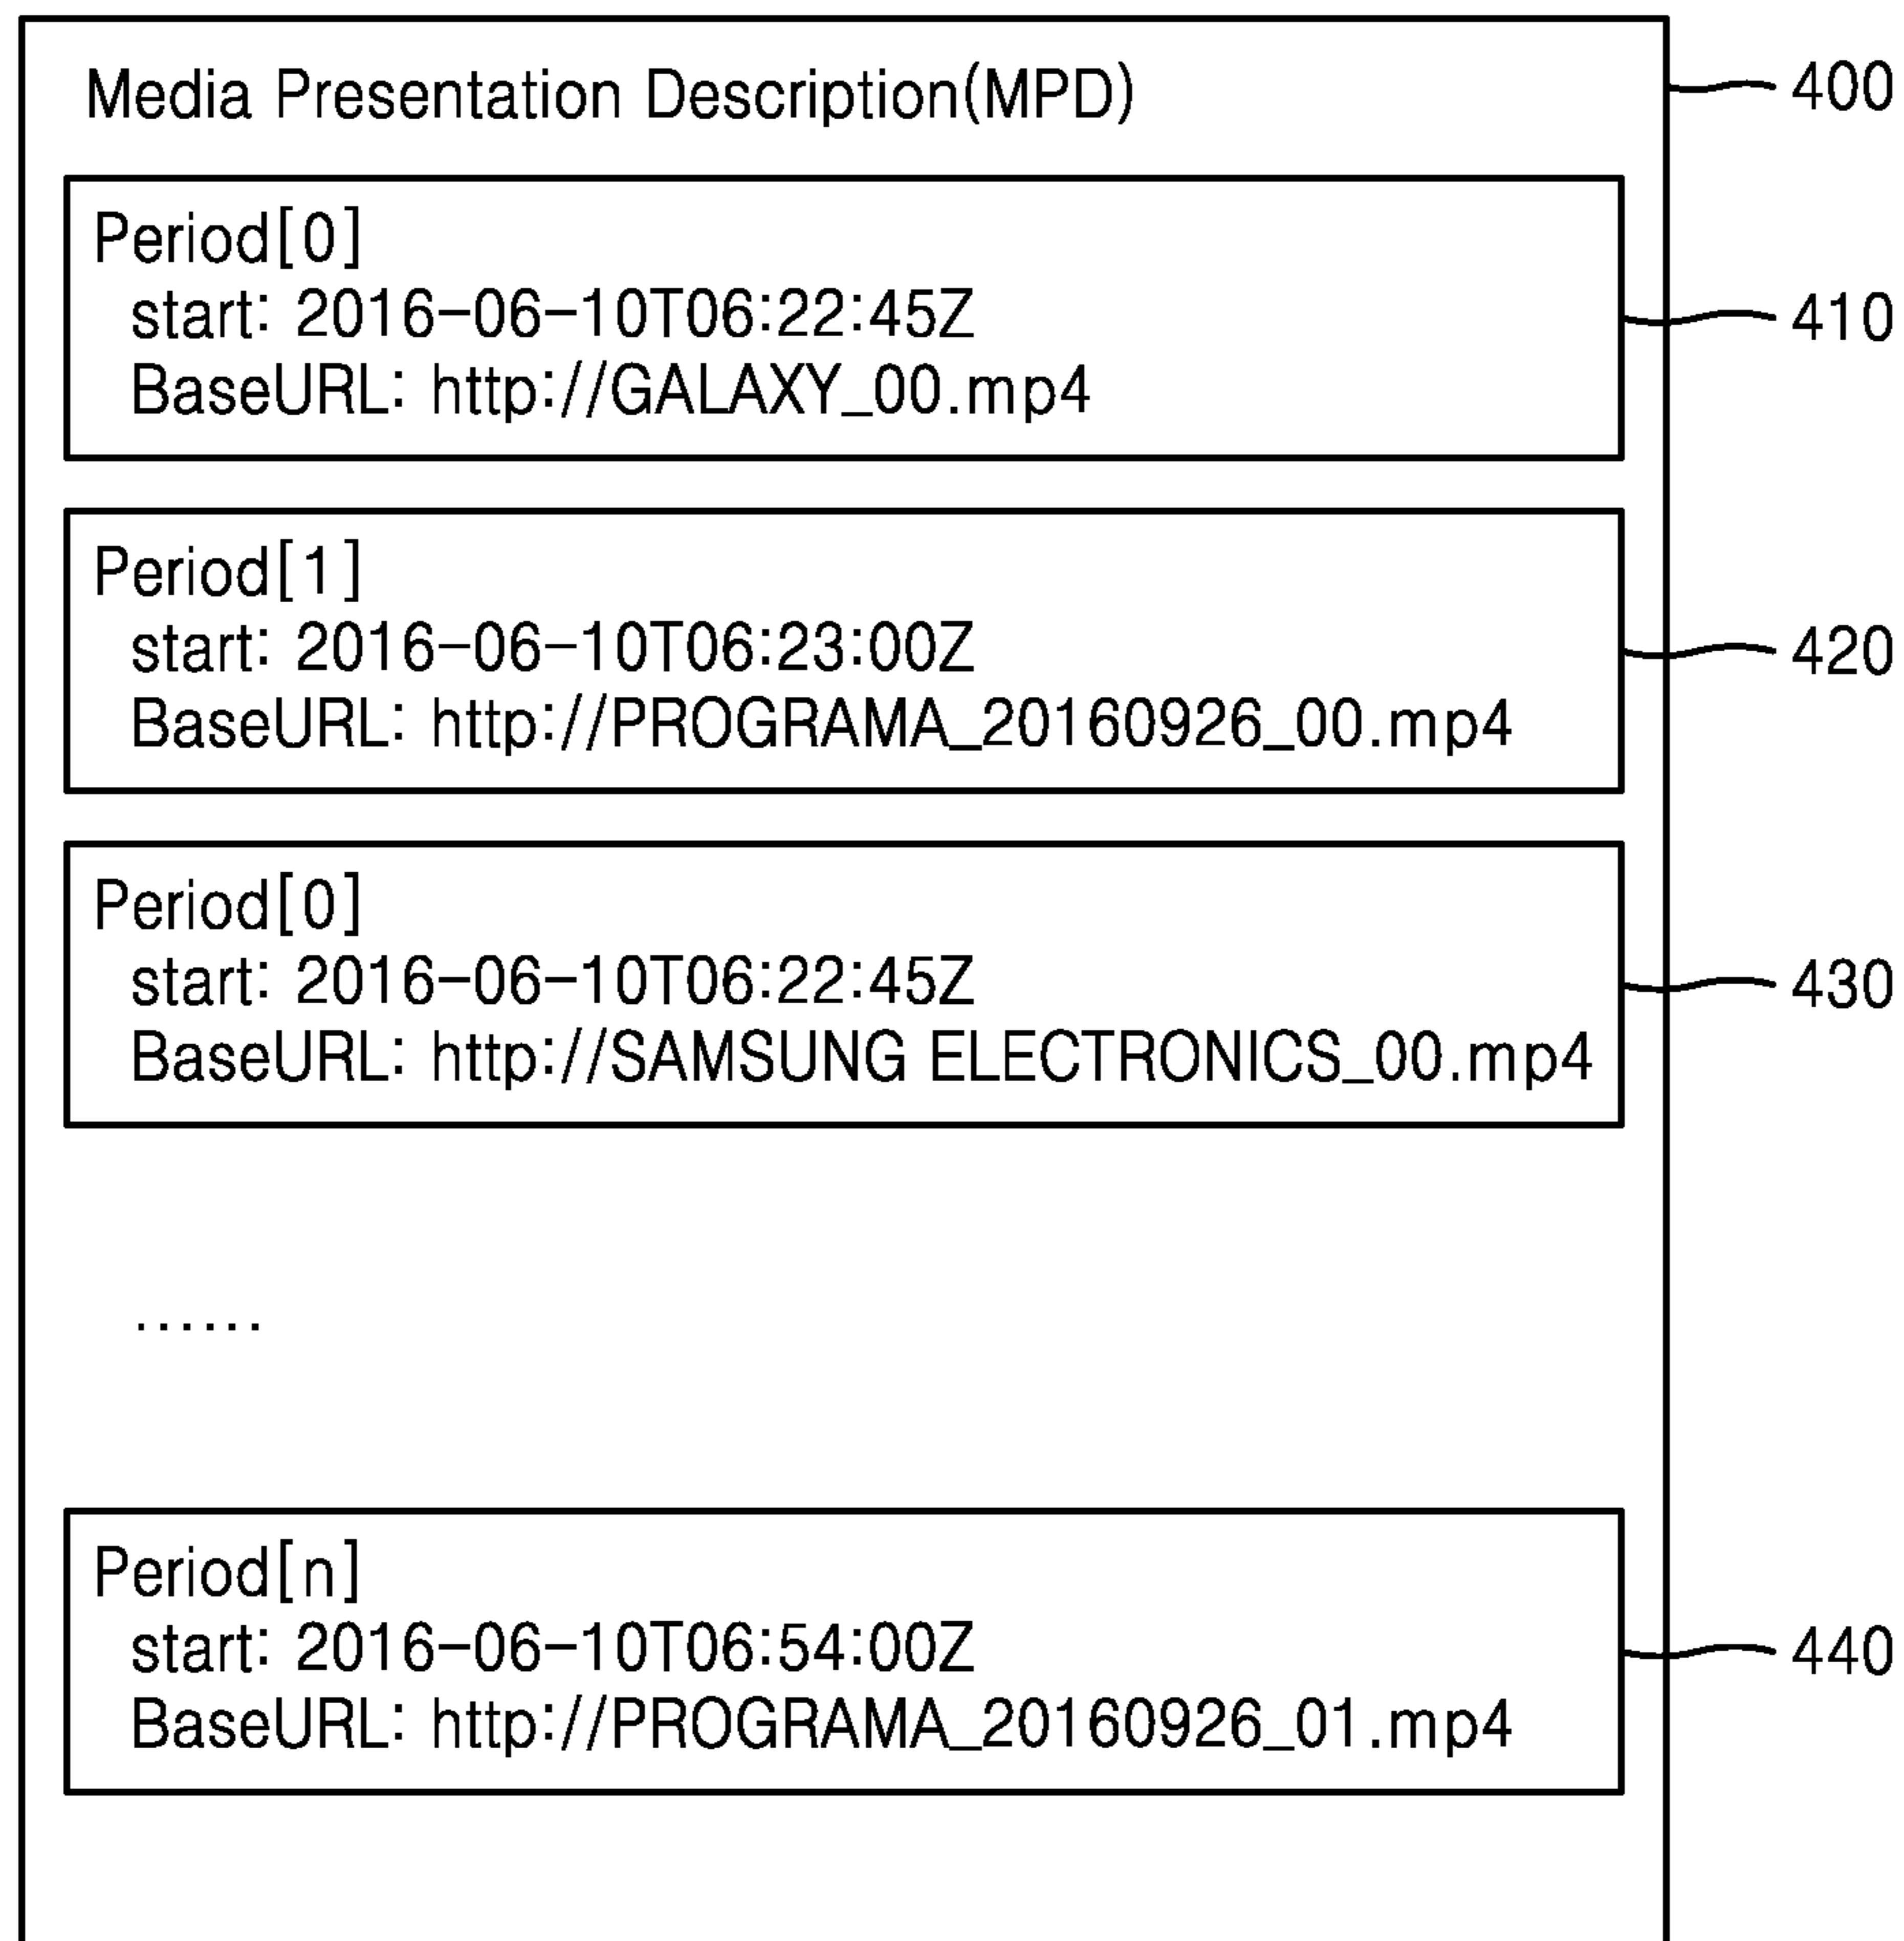 Media Presentation Description(MPD)
400
Period[0]
start: 2016-06-10T06:22:45Z
410
BaseURL: http://GALAXY_00.mp4
Period[1]
start: 2016-06-10T06:23:00Z
420
BaseURL: http://PROGRAMA_20160926_00.mp4
Period[0]
start: 2016-06-10T06:22:45Z
430
BaseURL: http://SAMSUNG ELECTRONICS_00.mp4
......
Period[n]
start: 2016-06-10T06:54:00Z
440
BaseURL: http://PROGRAMA_20160926_01.mp4